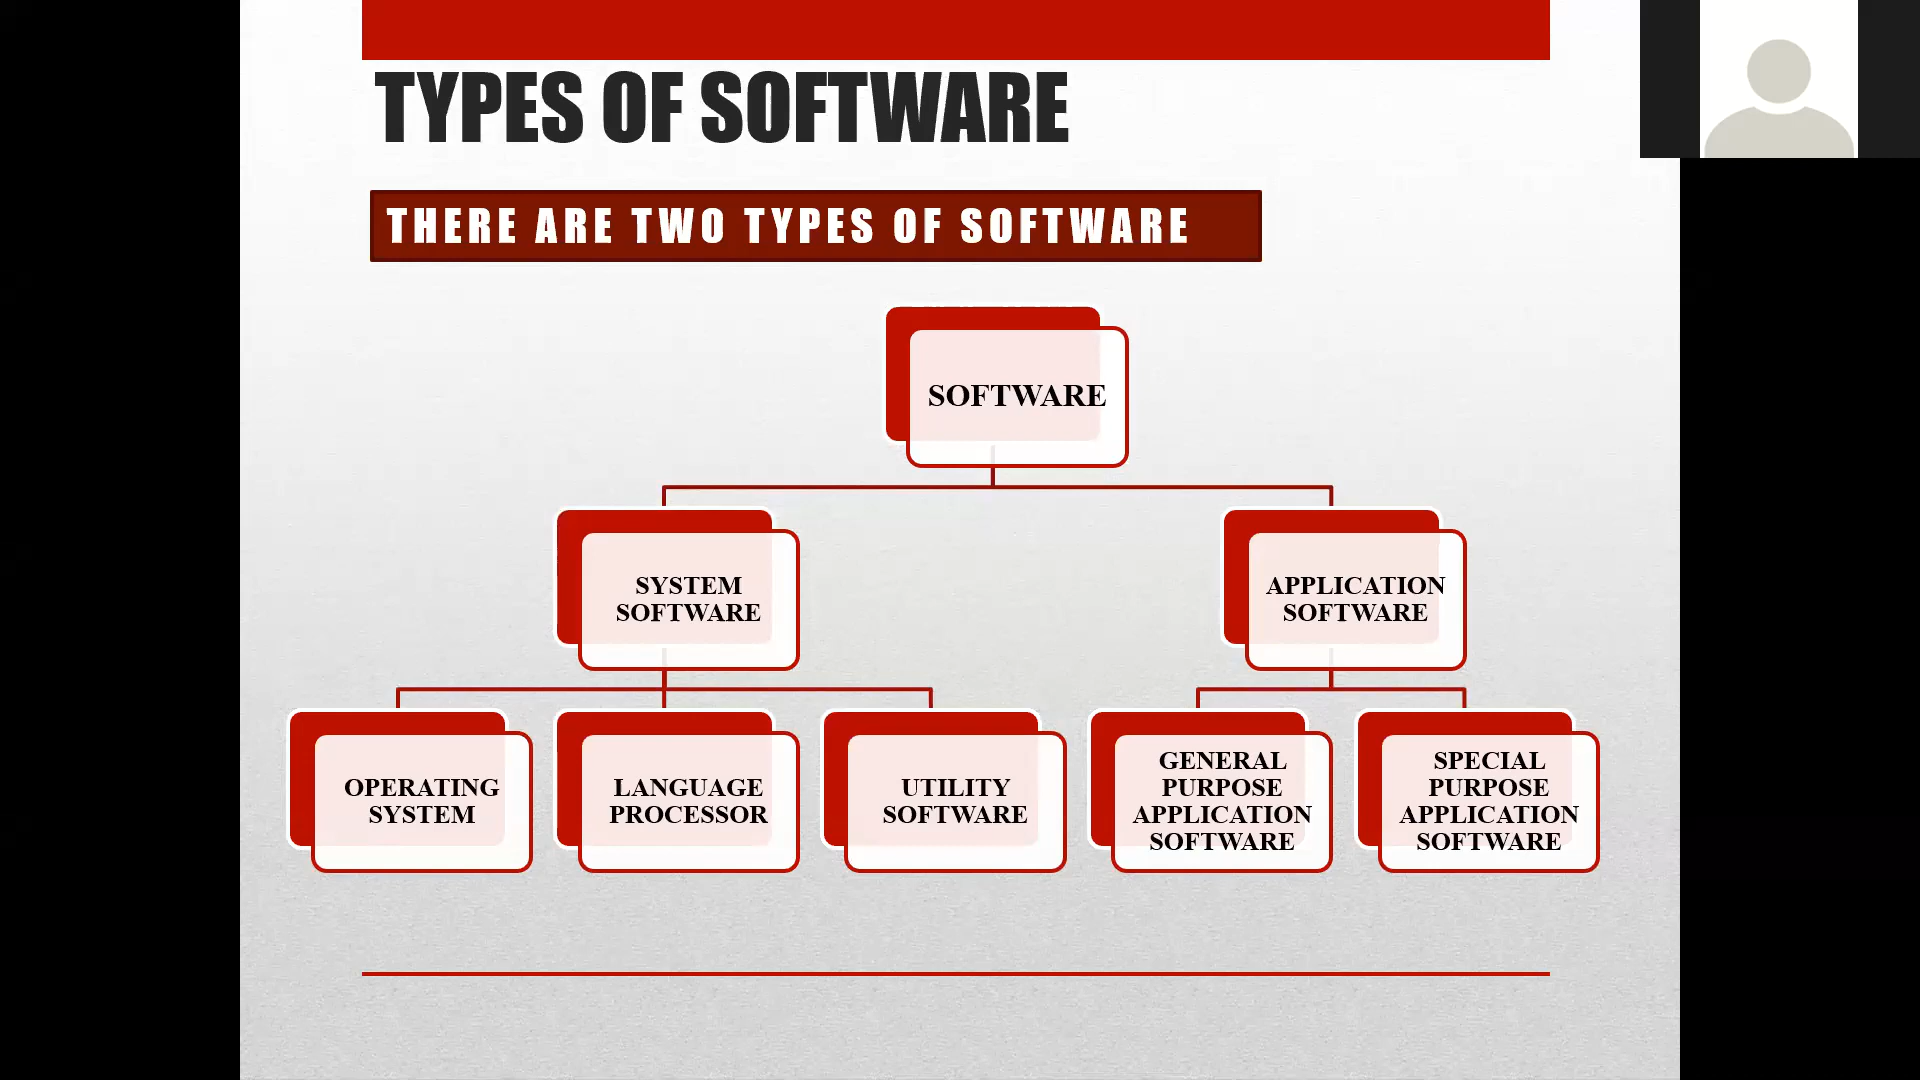 TYPES OF SOFTWARE
THERE ARE TWO TYPES OF SOFTWARE
SOFTWARE
SYSTEM
SOFTWARE
APPLICATION
SOFTWARE
OPERATING
SYSTEM
LANGUAGE
PROCESSOR
UTILITY
SOFTWARE
GENERAL
PURPOSE
APPLICATION
SOFTWARE
SPECIAL
PURPOSE
APPLICATION
SOFTWARE